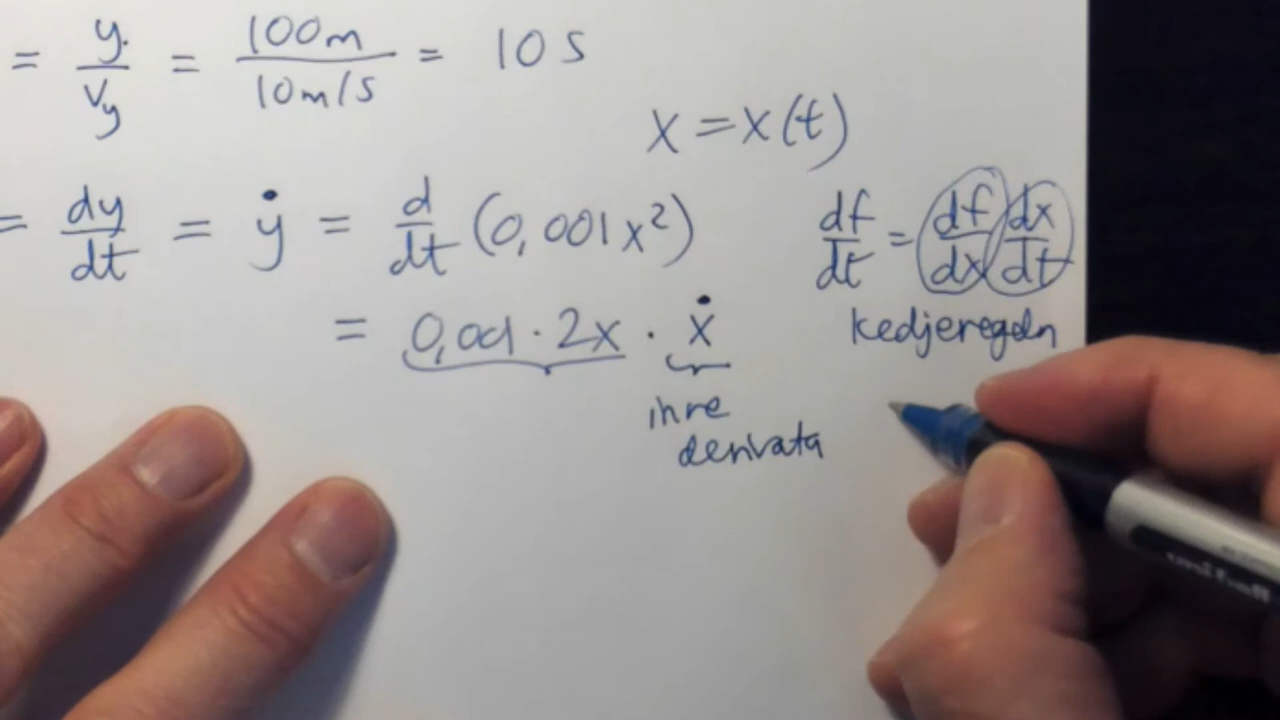 = y/v_y = 100m/10m/s = 10 s
x = x(t)
= dy/dt = ẏ = d/dt (0,001x²)
df/dt = df/dx dx/dt
= 0,001 · 2x · ẋ
kedjeregeln
inre
derivata